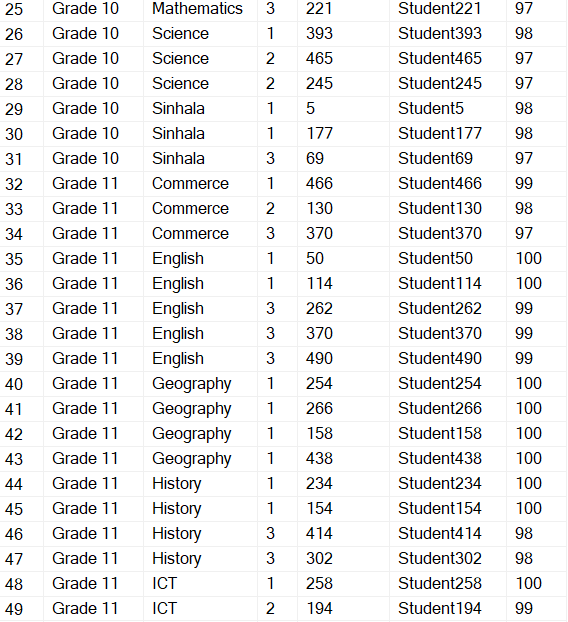 25 Grade 10 Mathematics 3 221 Student221 97
26 Grade 10 Science 1 393 Student393 98
27 Grade 10 Science 2 465 Student465 97
28 Grade 10 Science 2 245 Student245 97
29 Grade 10 Sinhala 1 5 Student5 98
30 Grade 10 Sinhala 1 177 Student177 98
31 Grade 10 Sinhala 3 69 Student69 97
32 Grade 11 Commerce 1 466 Student466 99
33 Grade 11 Commerce 2 130 Student130 98
34 Grade 11 Commerce 3 370 Student370 97
35 Grade 11 English 1 50 Student50 100
36 Grade 11 English 1 114 Student114 100
37 Grade 11 English 3 262 Student262 99
38 Grade 11 English 3 370 Student370 99
39 Grade 11 English 3 490 Student490 99
40 Grade 11 Geography 1 254 Student254 100
41 Grade 11 Geography 1 266 Student266 100
42 Grade 11 Geography 1 158 Student158 100
43 Grade 11 Geography 1 438 Student438 100
44 Grade 11 History 1 234 Student234 100
45 Grade 11 History 1 154 Student154 100
46 Grade 11 History 3 414 Student414 98
47 Grade 11 History 3 302 Student302 98
48 Grade 11 ICT 1 258 Student258 100
49 Grade 11 ICT 2 194 Student194 99